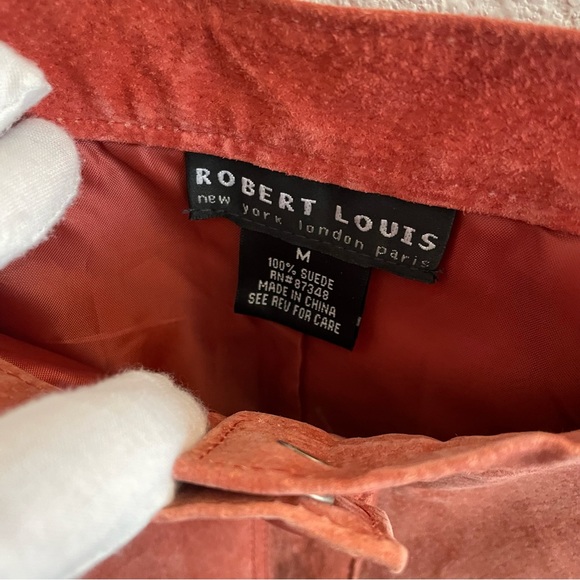 ROBERT LOUIS
new york london paris
M
100% SUEDE
RN#87348
MADE IN CHINA
SEE REV FOR CARE